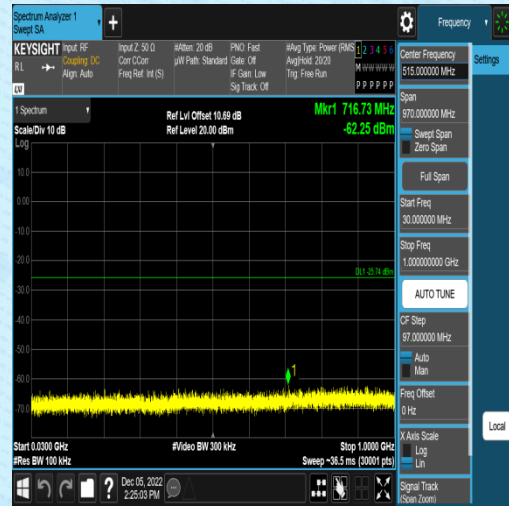 Spectrum Analyzer 1
Swept SA
+
Frequency
KEYSIGHT
RL
LXI
Input: RF
Coupling: DC
Align: Auto
Input Z: 50 Ω
Corr CCorr
Freq Ref: Int (S)
#Atten: 20 dB
µW Path: Standard
PNO: Fast
Gate: Off
IF Gain: Low
Sig Track: Off
#Avg Type: Power (RMS
Avg|Hold: 20/20
Trig: Free Run
1 2 3 4 5 6
M W W W W W
P P P P P P
1 Spectrum
Scale/Div 10 dB
Log
Ref Lvl Offset 10.69 dB
Ref Level 20.00 dBm
Mkr1 716.73 MHz
-62.25 dBm
10.0
0.00
-10.0
-20.0
DL1 -25.74 dBm
-30.0
-40.0
-50.0
-60.0
-70.0
1
Start 0.0300 GHz
#Res BW 100 kHz
#Video BW 300 kHz
Stop 1.0000 GHz
Sweep ~36.5 ms (30001 pts)
?
Dec 05, 2022
2:25:03 PM
Center Frequency
515.000000 MHz
Span
970.000000 MHz
Swept Span
Zero Span
Full Span
Start Freq
30.000000 MHz
Stop Freq
1.000000000 GHz
AUTO TUNE
CF Step
97.000000 MHz
Auto
Man
Freq Offset
0 Hz
X Axis Scale
Log
Lin
Signal Track
(Span Zoom)
Settings
Local